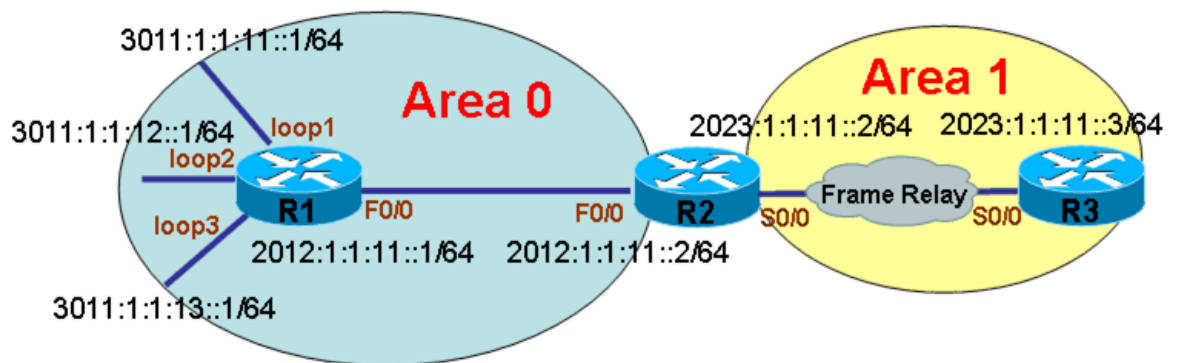 3011:1:1:11::1/64
Area 0
Area 1
loop1
3011:1:1:12::1/64
2023:1:1:11::2/64
2023:1:1:11::3/64
loop2
R1
F0/0
F0/0
R2
S0/0
Frame Relay
S0/0
R3
loop3
2012:1:1:11::1/64
2012:1:1:11::2/64
3011:1:1:13::1/64